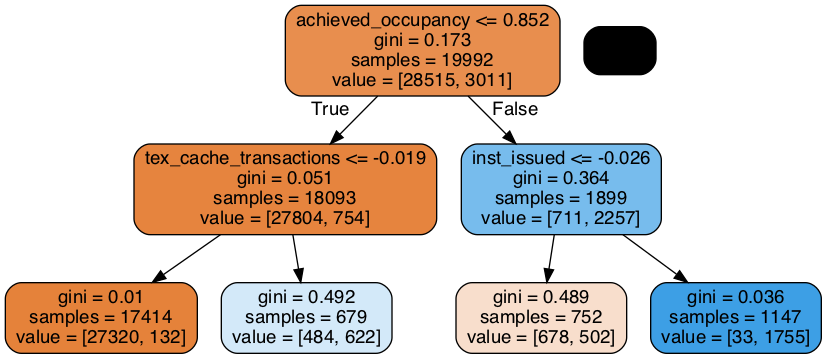 achieved_occupancy <= 0.852
gini = 0.173
samples = 19992
value = [28515, 3011]
True
False
tex_cache_transactions <= -0.019
gini = 0.051
samples = 18093
value = [27804, 754]
inst_issued <= -0.026
gini = 0.364
samples = 1899
value = [711, 2257]
gini = 0.01
samples = 17414
value = [27320, 132]
gini = 0.492
samples = 679
value = [484, 622]
gini = 0.489
samples = 752
value = [678, 502]
gini = 0.036
samples = 1147
value = [33, 1755]